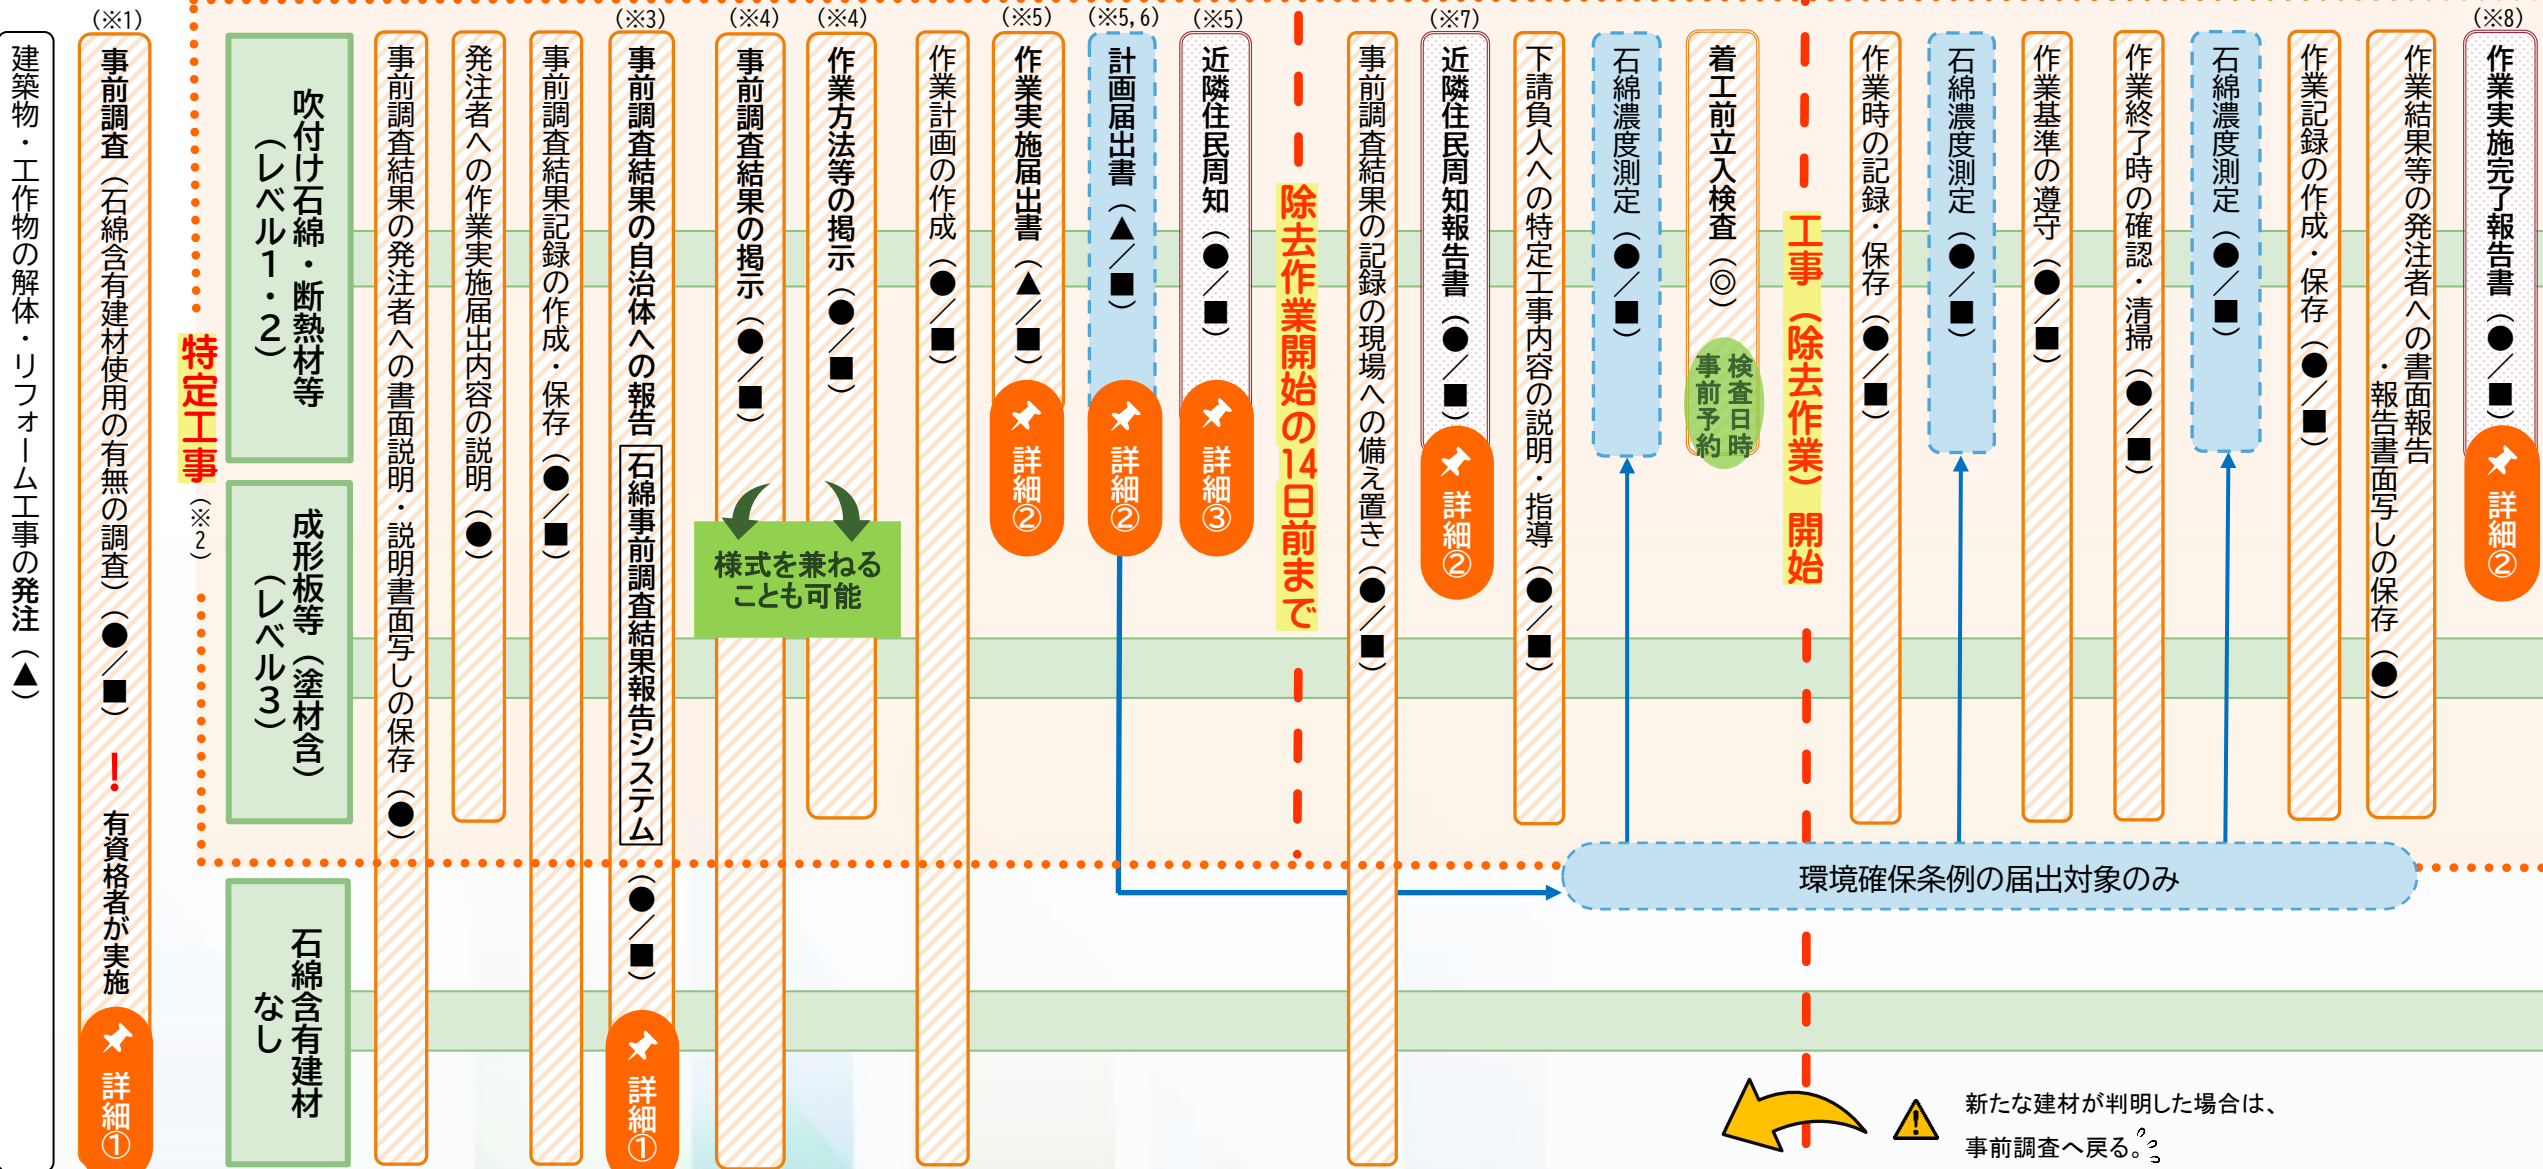 建築物・工作物の解体・リフォーム工事の発注（▲）
（※1）
事前調査（石綿含有建材使用の有無の調査）（●／■）
！ 有資格者が実施
詳細①
特定工事
（※2）
吹付け石綿・断熱材等
（レベル１・２）
成形板等（塗材含）
（レベル３）
石綿含有建材
なし
事前調査結果の発注者への書面説明・説明書面写しの保存（●）
発注者への作業実施届出内容の説明（●）
事前調査結果記録の作成・保存（●／■）
（※3）
事前調査結果の自治体への報告 石綿事前調査結果報告システム（●／■）
詳細①
（※4）
事前調査結果の掲示（●／■）
（※4）
作業方法等の掲示（●／■）
様式を兼ねる
ことも可能
作業計画の作成（●／■）
（※5）
作業実施届出書（▲／■）
詳細②
（※5,6）
計画届出書（▲／■）
詳細②
（※5）
近隣住民周知（●／■）
詳細③
除去作業開始の14日前まで
事前調査結果の記録の現場への備え置き（●／■）
（※7）
近隣住民周知報告書（●／■）
詳細②
下請負人への特定工事内容の説明・指導（●／■）
石綿濃度測定（●／■）
着工前立入検査（◎）
検査日時
事前予約
工事（除去作業）開始
作業時の記録・保存（●／■）
石綿濃度測定（●／■）
作業基準の遵守（●／■）
作業終了時の確認・清掃（●／■）
石綿濃度測定（●／■）
作業記録の作成・保存（●／■）
作業結果等の発注者への書面報告
・報告書面写しの保存（●）
（※8）
作業実施完了報告書（●／■）
詳細②
環境確保条例の届出対象のみ
新たな建材が判明した場合は、
事前調査へ戻る。